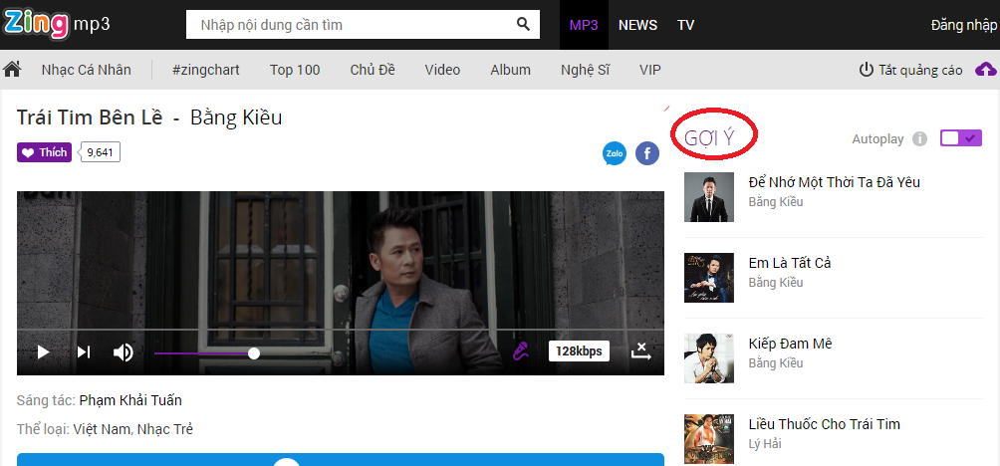 Zing mp3
Nhập nội dung cần tìm
MP3 NEWS TV
Đăng nhập
Nhạc Cá Nhân #zingchart Top 100 Chủ Đề Video Album Nghệ Sĩ VIP
Tắt quảng cáo
Trái Tim Bên Lề - Bằng Kiều
Thích 9,641
Zalo f
128kbps
Sáng tác: Phạm Khải Tuấn
Thể loại: Việt Nam, Nhạc Trẻ
GỢI Ý
Autoplay i
Để Nhớ Một Thời Ta Đã Yêu
Bằng Kiều
Em Là Tất Cả
Bằng Kiều
Kiếp Đam Mê
Bằng Kiều
Liều Thuốc Cho Trái Tim
Lý Hải